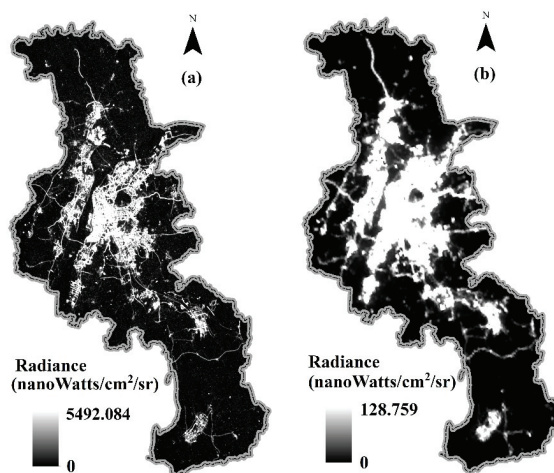 N
(a)
Radiance
(nanoWatts/cm²/sr)
5492.084
0
N
(b)
Radiance
(nanoWatts/cm²/sr)
128.759
0